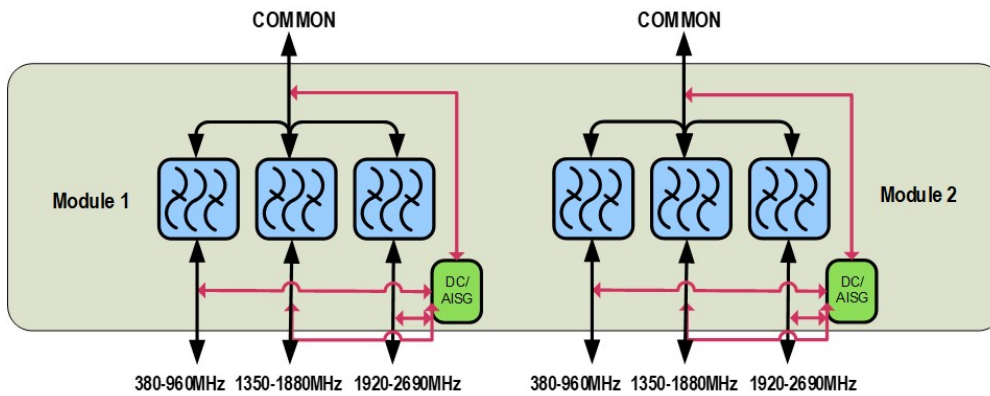 COMMON COMMON
Module 1
Module 2
DC/
AISG
DC/
AISG
380-960MHz 1350-1880MHz 1920-2690MHz 380-960MHz 1350-1880MHz 1920-2690MHz